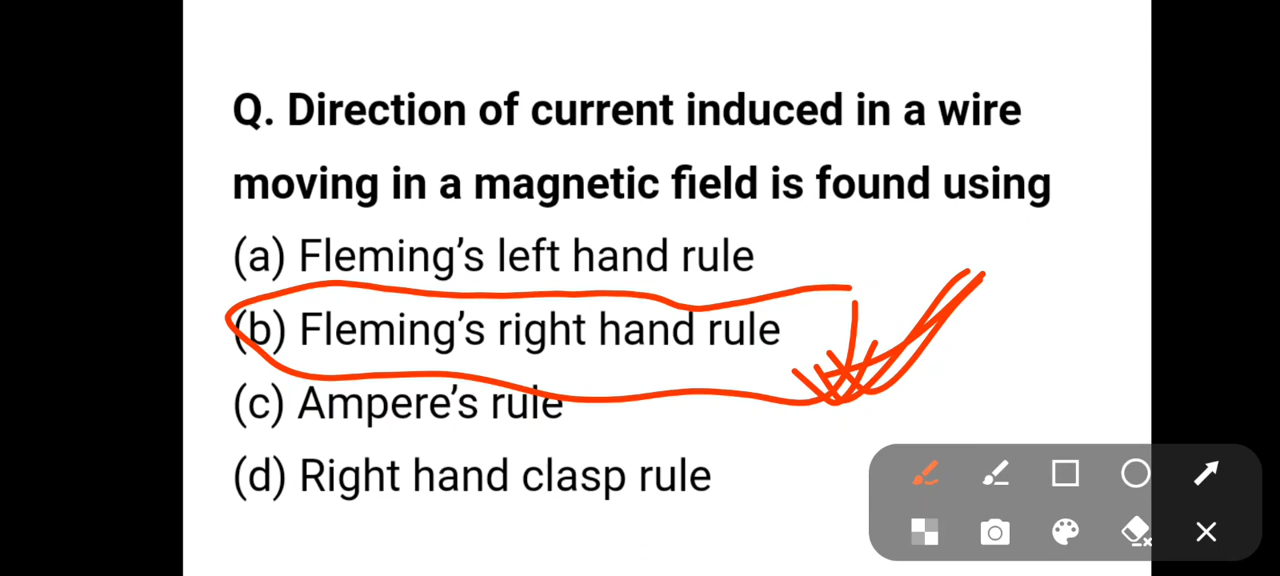 Q. Direction of current induced in a wire
moving in a magnetic field is found using
(a) Fleming’s left hand rule
(b) Fleming’s right hand rule
(c) Ampere’s rule
(d) Right hand clasp rule